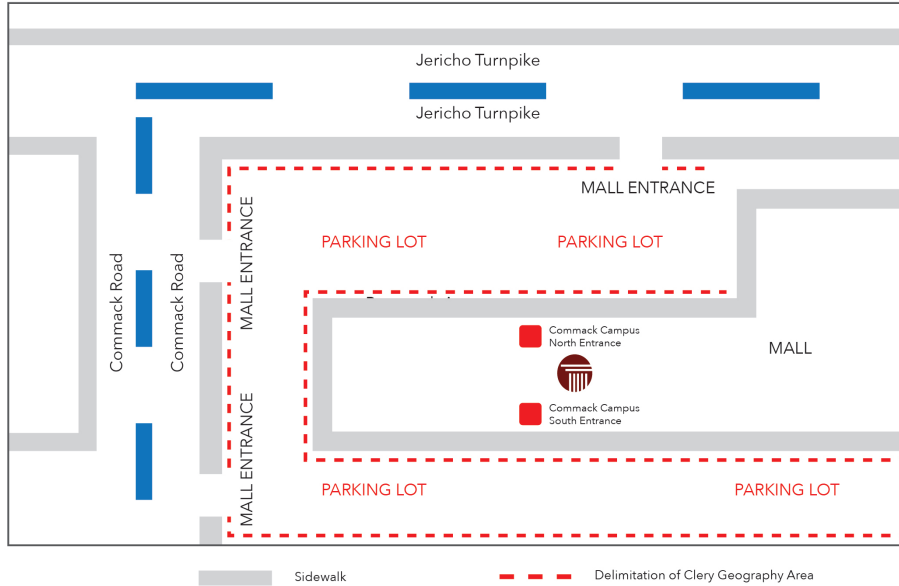 Jericho Turnpike
Jericho Turnpike
MALL ENTRANCE
PARKING LOT
PARKING LOT
Commack Road
Commack Road
MALL ENTRANCE
Commack Campus
North Entrance
MALL
Commack Campus
South Entrance
MALL ENTRANCE
PARKING LOT
PARKING LOT
Sidewalk
Delimitation of Clery Geography Area